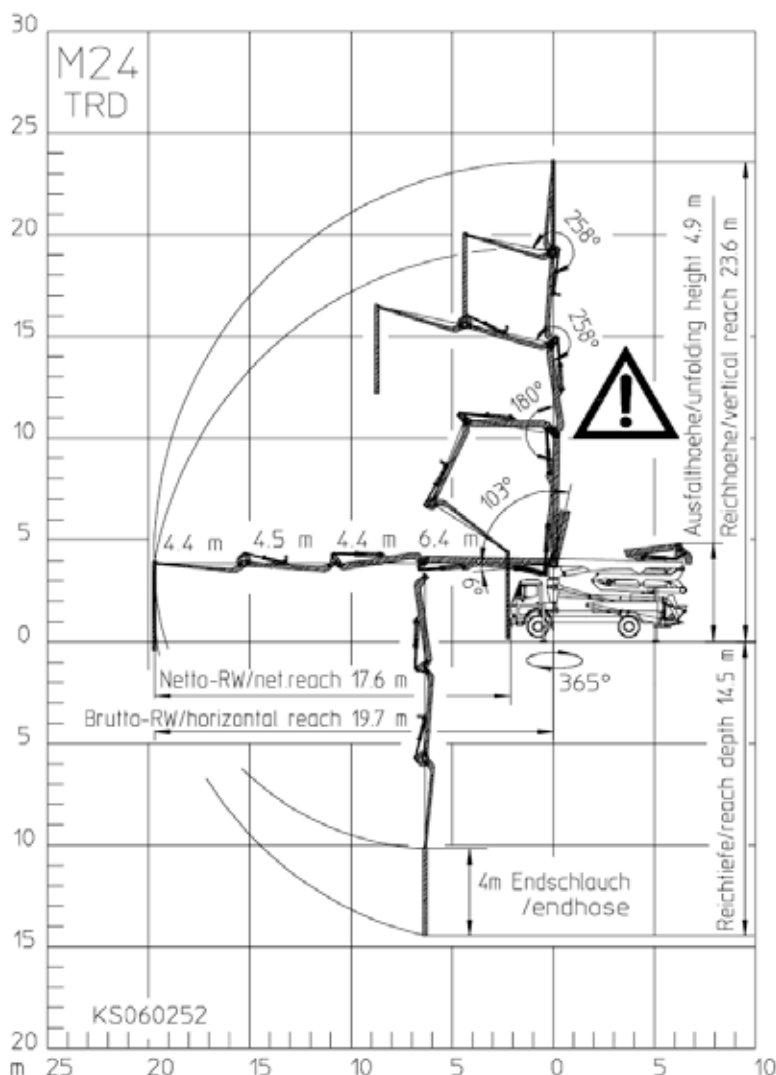 30
M24
TRD
25
20
15
10
5
0
5
10
15
20
m
25
20
15
10
5
0
5
10
258°
258°
180°
103°
6°
4.4 m
4.5 m
4.4 m
6.4 m
Ausfalthoehe/unfolding height 4.9 m
Reichhoehe/vertical reach 23.6 m
Netto-RW/net.reach 17.6 m
365°
Brutto-RW/horizontal reach 19.7 m
Reichtiefe/reach depth 14.5 m
4m Endschlauch
/endhose
KS060252